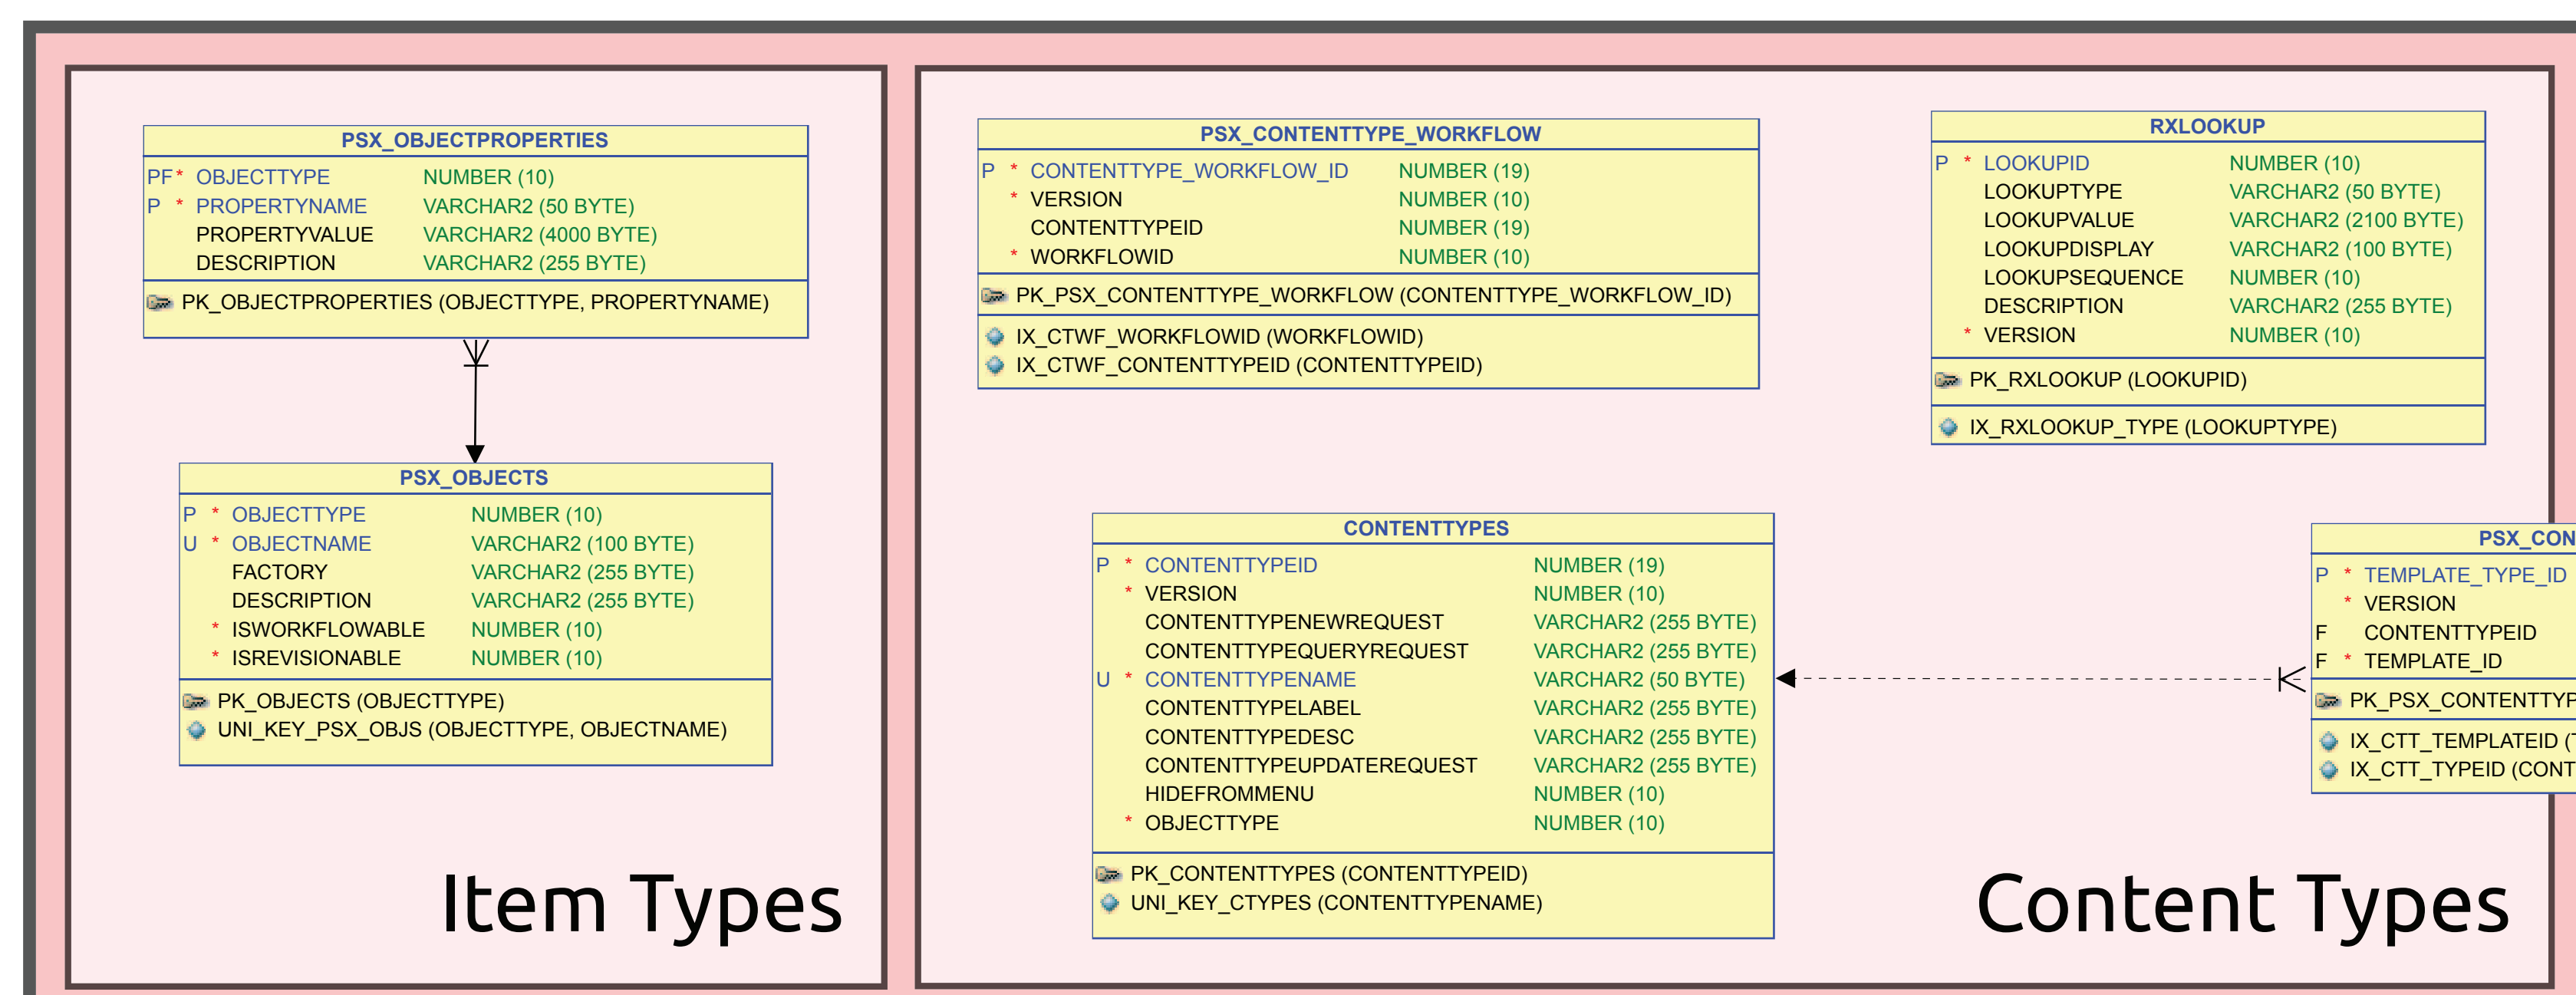 PSX_OBJECTPROPERTIES
PF* OBJECTTYPE NUMBER (10)
P * PROPERTYNAME VARCHAR2 (50 BYTE)
PROPERTYVALUE VARCHAR2 (4000 BYTE)
DESCRIPTION VARCHAR2 (255 BYTE)
PK_OBJECTPROPERTIES (OBJECTTYPE, PROPERTYNAME)
PSX_OBJECTS
P * OBJECTTYPE NUMBER (10)
U * OBJECTNAME VARCHAR2 (100 BYTE)
FACTORY VARCHAR2 (255 BYTE)
DESCRIPTION VARCHAR2 (255 BYTE)
* ISWORKFLOWABLE NUMBER (10)
* ISREVISIONABLE NUMBER (10)
PK_OBJECTS (OBJECTTYPE)
UNI_KEY_PSX_OBJS (OBJECTTYPE, OBJECTNAME)
Item Types
PSX_CONTENTTYPE_WORKFLOW
P * CONTENTTYPE_WORKFLOW_ID NUMBER (19)
* VERSION NUMBER (10)
CONTENTTYPEID NUMBER (19)
* WORKFLOWID NUMBER (10)
PK_PSX_CONTENTTYPE_WORKFLOW (CONTENTTYPE_WORKFLOW_ID)
IX_CTWF_WORKFLOWID (WORKFLOWID)
IX_CTWF_CONTENTTYPEID (CONTENTTYPEID)
RXLOOKUP
P * LOOKUPID NUMBER (10)
LOOKUPTYPE VARCHAR2 (50 BYTE)
LOOKUPVALUE VARCHAR2 (2100 BYTE)
LOOKUPDISPLAY VARCHAR2 (100 BYTE)
LOOKUPSEQUENCE NUMBER (10)
DESCRIPTION VARCHAR2 (255 BYTE)
* VERSION NUMBER (10)
PK_RXLOOKUP (LOOKUPID)
IX_RXLOOKUP_TYPE (LOOKUPTYPE)
CONTENTTYPES
P * CONTENTTYPEID NUMBER (19)
* VERSION NUMBER (10)
CONTENTTYPENEWREQUEST VARCHAR2 (255 BYTE)
CONTENTTYPEQUERYREQUEST VARCHAR2 (255 BYTE)
U * CONTENTTYPENAME VARCHAR2 (50 BYTE)
CONTENTTYPELABEL VARCHAR2 (255 BYTE)
CONTENTTYPEDESC VARCHAR2 (255 BYTE)
CONTENTTYPEUPDATEREQUEST VARCHAR2 (255 BYTE)
HIDEFROMMENU NUMBER (10)
* OBJECTTYPE NUMBER (10)
PK_CONTENTTYPES (CONTENTTYPEID)
UNI_KEY_CTYPES (CONTENTTYPENAME)
PSX_CON
P * TEMPLATE_TYPE_ID
* VERSION
F CONTENTTYPEID
F * TEMPLATE_ID
PK_PSX_CONTENTTYP
IX_CTT_TEMPLATEID (
IX_CTT_TYPEID (CONT
Content Types